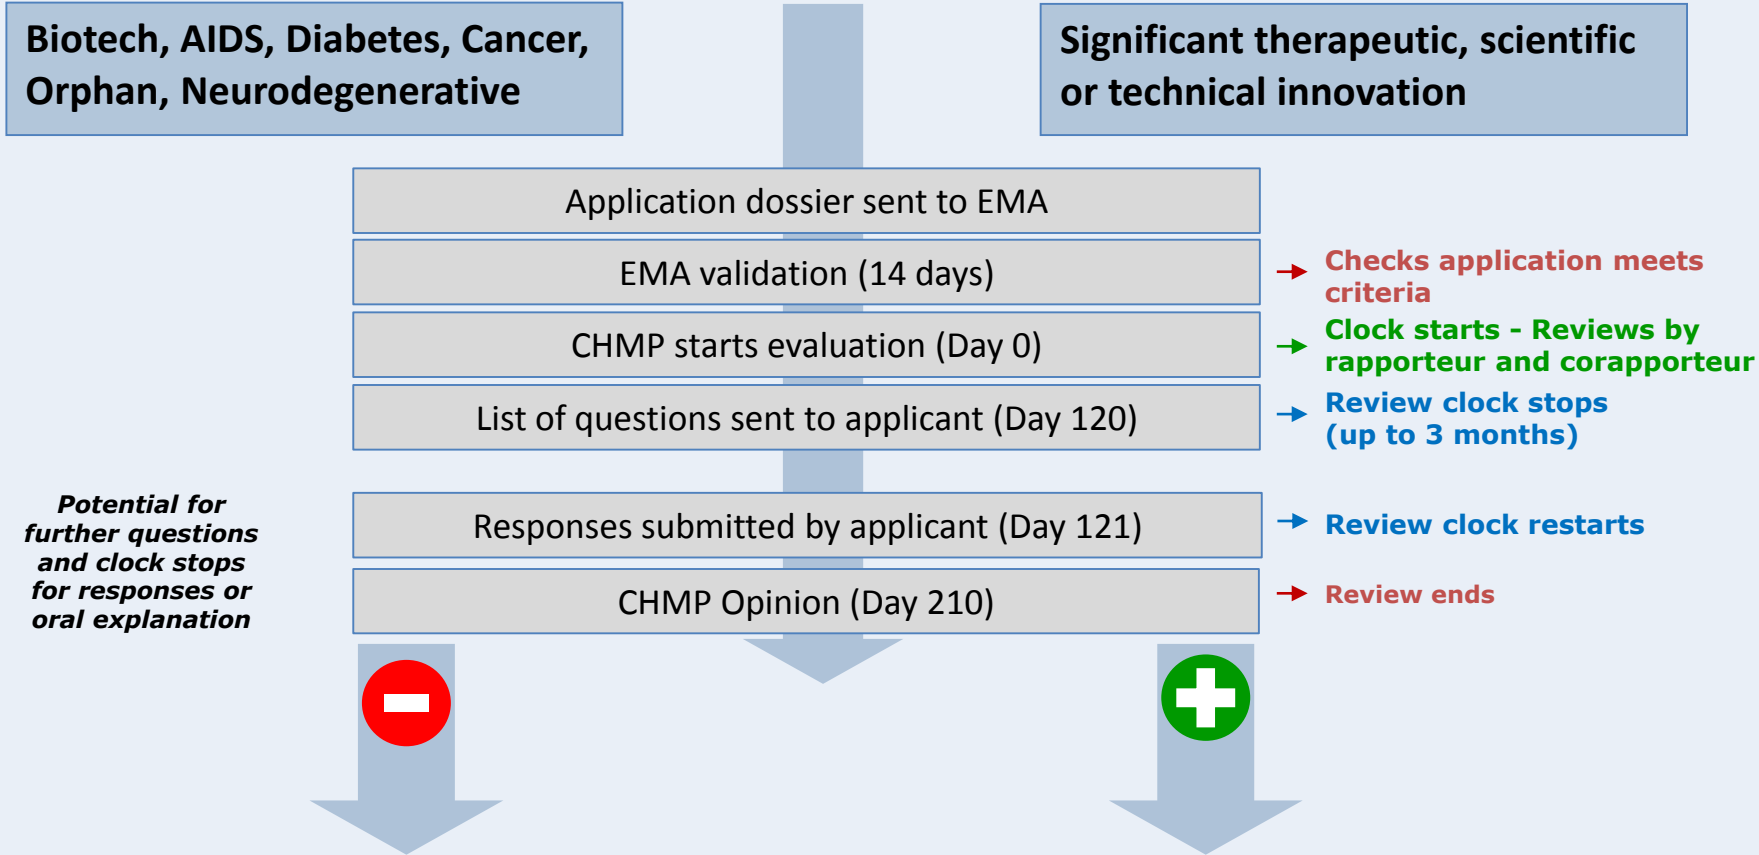 Biotech, AIDS, Diabetes, Cancer,
Orphan, Neurodegenerative
Significant therapeutic, scientific
or technical innovation
Application dossier sent to EMA
EMA validation (14 days)
Checks application meets
criteria
CHMP starts evaluation (Day 0)
Clock starts - Reviews by
rapporteur and corapporteur
List of questions sent to applicant (Day 120)
Review clock stops
(up to 3 months)
Potential for
further questions
and clock stops
for responses or
oral explanation
Responses submitted by applicant (Day 121)
Review clock restarts
CHMP Opinion (Day 210)
Review ends